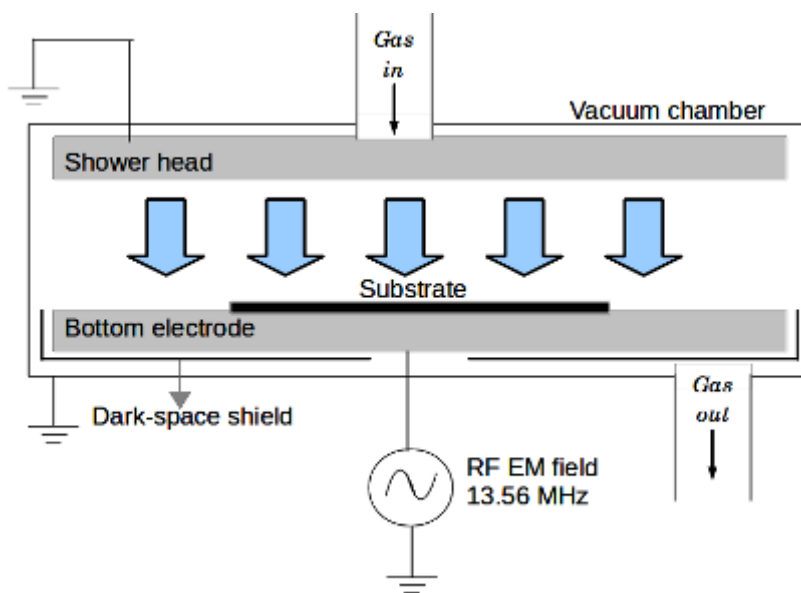 Gas
in
Vacuum chamber
Shower head
Substrate
Bottom electrode
Dark-space shield
Gas
out
RF EM field
13.56 MHz